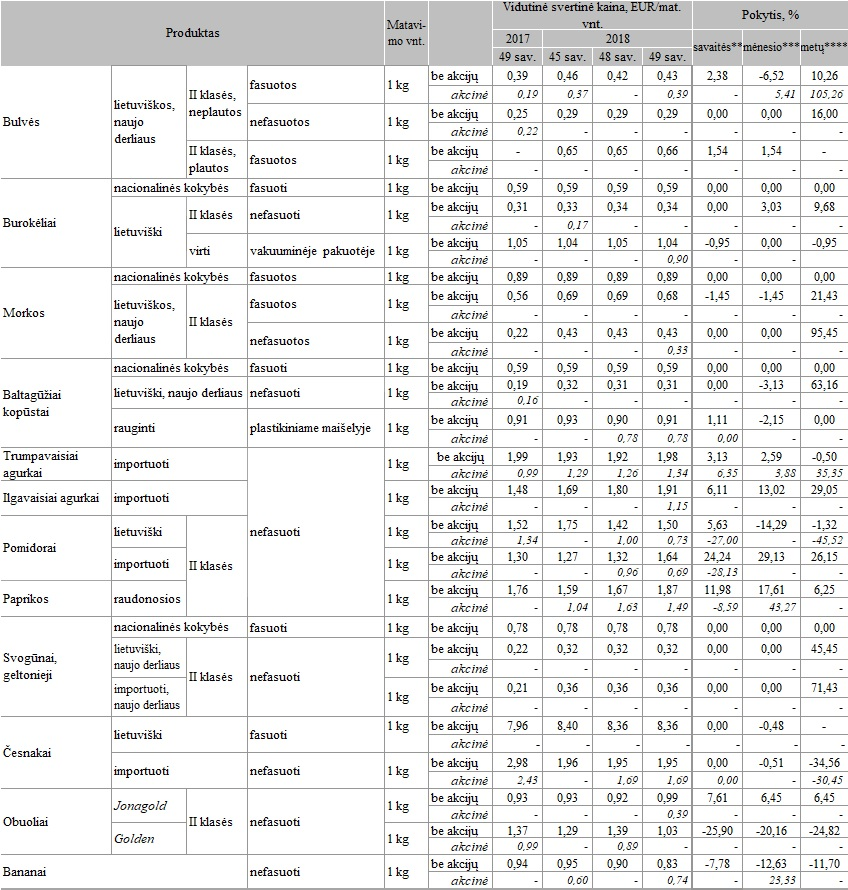 Produktas Matavi- Vidutinė svertinė kaina, EUR/mat. Pokytis, %
mo vnt. vnt.
2017 2018 savaitės** mėnesio*** metų****
49 sav. 45 sav. 48 sav. 49 sav.
Bulvės lietuviškos, naujo derliaus II klasės, neplautos fasuotos 1 kg be akcijų 0,39 0,46 0,42 0,43 2,38 -6,52 10,26
akcinė 0,19 0,37 - 0,39 - 5,41 105,26
nefasuotos 1 kg be akcijų 0,25 0,29 0,29 0,29 0,00 0,00 16,00
akcinė 0,22 - - - - - -
II klasės, plautos fasuotos 1 kg be akcijų - 0,65 0,65 0,66 1,54 1,54 -
akcinė - - - - - - -
Burokėliai nacionalinės kokybės fasuoti 1 kg be akcijų 0,59 0,59 0,59 0,59 0,00 0,00 0,00
lietuviški II klasės nefasuoti 1 kg be akcijų 0,31 0,33 0,34 0,34 0,00 3,03 9,68
akcinė - 0,17 - - - - -
virti vakuuminėje pakuotėje 1 kg be akcijų 1,05 1,04 1,05 1,04 -0,95 0,00 -0,95
akcinė - - - 0,90 - - -
Morkos nacionalinės kokybės fasuotos 1 kg be akcijų 0,89 0,89 0,89 0,89 0,00 0,00 0,00
lietuviškos, naujo derliaus II klasės fasuotos 1 kg be akcijų 0,56 0,69 0,69 0,68 -1,45 -1,45 21,43
akcinė - - - - - - -
nefasuotos 1 kg be akcijų 0,22 0,43 0,43 0,43 0,00 0,00 95,45
akcinė - - - 0,33 - - -
Baltagūžiai kopūstai nacionalinės kokybės fasuoti 1 kg be akcijų 0,59 0,59 0,59 0,59 0,00 0,00 0,00
lietuviški, naujo derliaus nefasuoti 1 kg be akcijų 0,19 0,32 0,31 0,31 0,00 -3,13 63,16
akcinė 0,16 - - - - - -
rauginti plastikiniame maišelyje 1 kg be akcijų 0,91 0,93 0,90 0,91 1,11 -2,15 0,00
akcinė - - 0,78 0,78 0,00 - -
Trumpavaisiai agurkai importuoti nefasuoti 1 kg be akcijų 1,99 1,93 1,92 1,98 3,13 2,59 -0,50
akcinė 0,99 1,29 1,26 1,34 6,35 3,88 35,35
Ilgavaisiai agurkai importuoti 1 kg be akcijų 1,48 1,69 1,80 1,91 6,11 13,02 29,05
akcinė - - - 1,15 - - -
Pomidorai lietuviški II klasės 1 kg be akcijų 1,52 1,75 1,42 1,50 5,63 -14,29 -1,32
akcinė 1,34 - 1,00 0,73 -27,00 - -45,52
importuoti 1 kg be akcijų 1,30 1,27 1,32 1,64 24,24 29,13 26,15
akcinė - - 0,96 0,69 -28,13 - -
Paprikos raudonosios 1 kg be akcijų 1,76 1,59 1,67 1,87 11,98 17,61 6,25
akcinė - 1,04 1,63 1,49 -8,59 43,27 -
Svogūnai, geltonieji nacionalinės kokybės fasuoti 1 kg be akcijų 0,78 0,78 0,78 0,78 0,00 0,00 0,00
lietuviški, naujo derliaus II klasės nefasuoti 1 kg be akcijų 0,22 0,32 0,32 0,32 0,00 0,00 45,45
akcinė - - - - - - -
importuoti, naujo derliaus 1 kg be akcijų 0,21 0,36 0,36 0,36 0,00 0,00 71,43
akcinė - - - - - - -
Česnakai lietuviški fasuoti 1 kg be akcijų 7,96 8,40 8,36 8,36 0,00 -0,48 -
akcinė - - - - - - -
importuoti nefasuoti 1 kg be akcijų 2,98 1,96 1,95 1,95 0,00 -0,51 -34,56
akcinė 2,43 - 1,69 1,69 0,00 - -30,45
Obuoliai Jonagold II klasės nefasuoti 1 kg be akcijų 0,93 0,93 0,92 0,99 7,61 6,45 6,45
akcinė - - - 0,39 - - -
Golden 1 kg be akcijų 1,37 1,29 1,39 1,03 -25,90 -20,16 -24,82
akcinė 0,99 - 0,89 - - - -
Bananai nefasuoti 1 kg be akcijų 0,94 0,95 0,90 0,83 -7,78 -12,63 -11,70
akcinė - 0,60 - 0,74 - 23,33 -